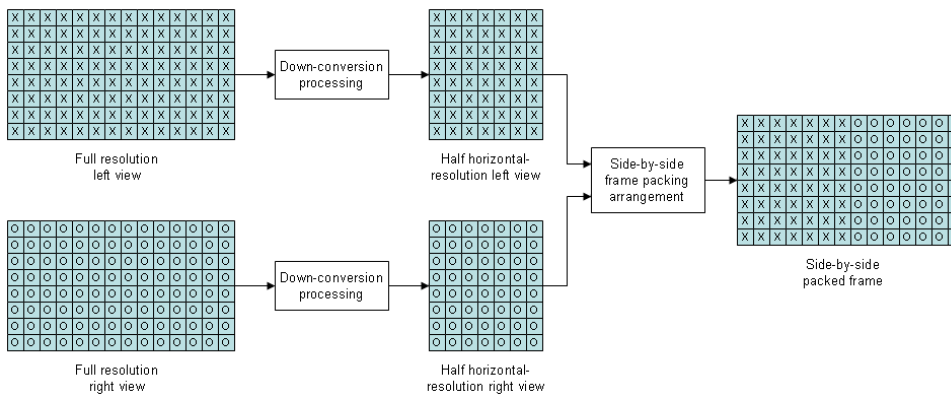 Down-conversion
processing
Full resolution
left view
Half horizontal-
resolution left view
Side-by-side
frame packing
arrangement
Side-by-side
packed frame
Down-conversion
processing
Full resolution
right view
Half horizontal-
resolution right view